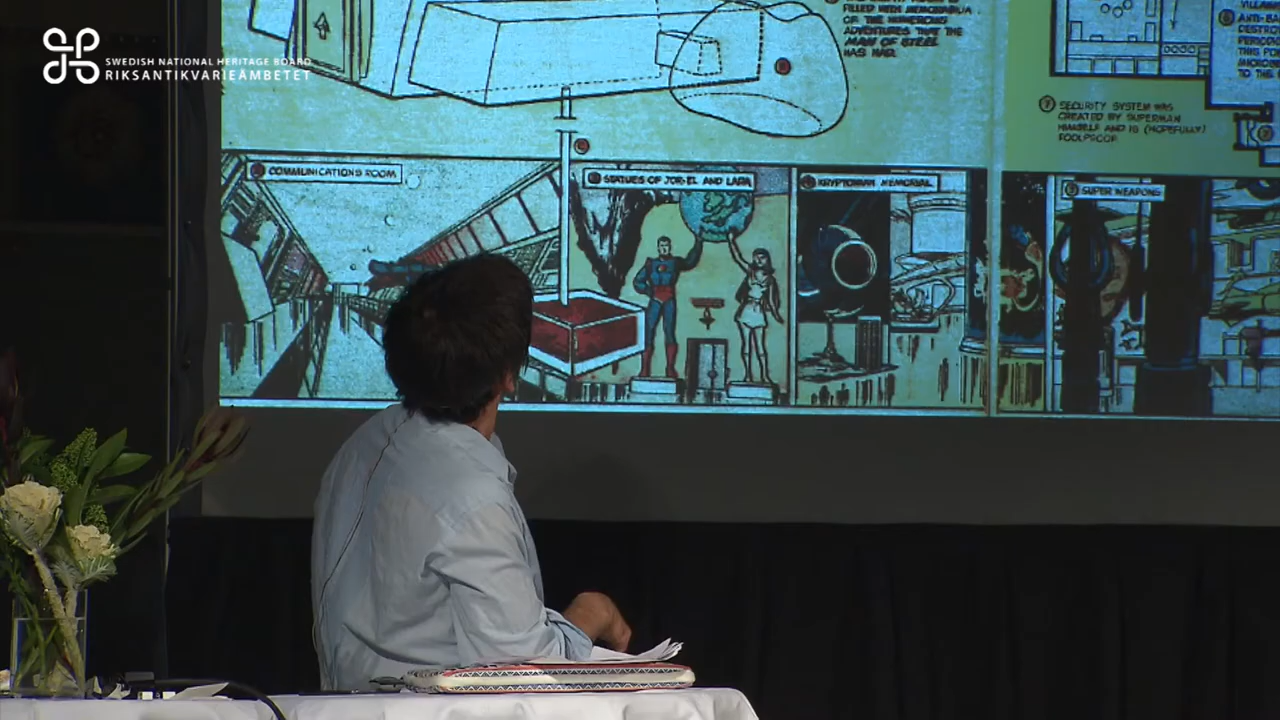 SWEDISH NATIONAL HERITAGE BOARD
RIKSANTIKVARIEÄMBETET
FILLED WITH MEMORABILIA
OF THE NUMEROUS
ADVENTURES THAT THE
MAN OF STEEL
HAS HAD.
7 SECURITY SYSTEM WAS
CREATED BY SUPERMAN
HIMSELF AND IS (HOPEFULLY)
FOOLPROOF.
COMMUNICATIONS ROOM
STATUES OF JOR-EL AND LARA
KRYPTONIAN MEMORIAL
SUPER WEAPONS